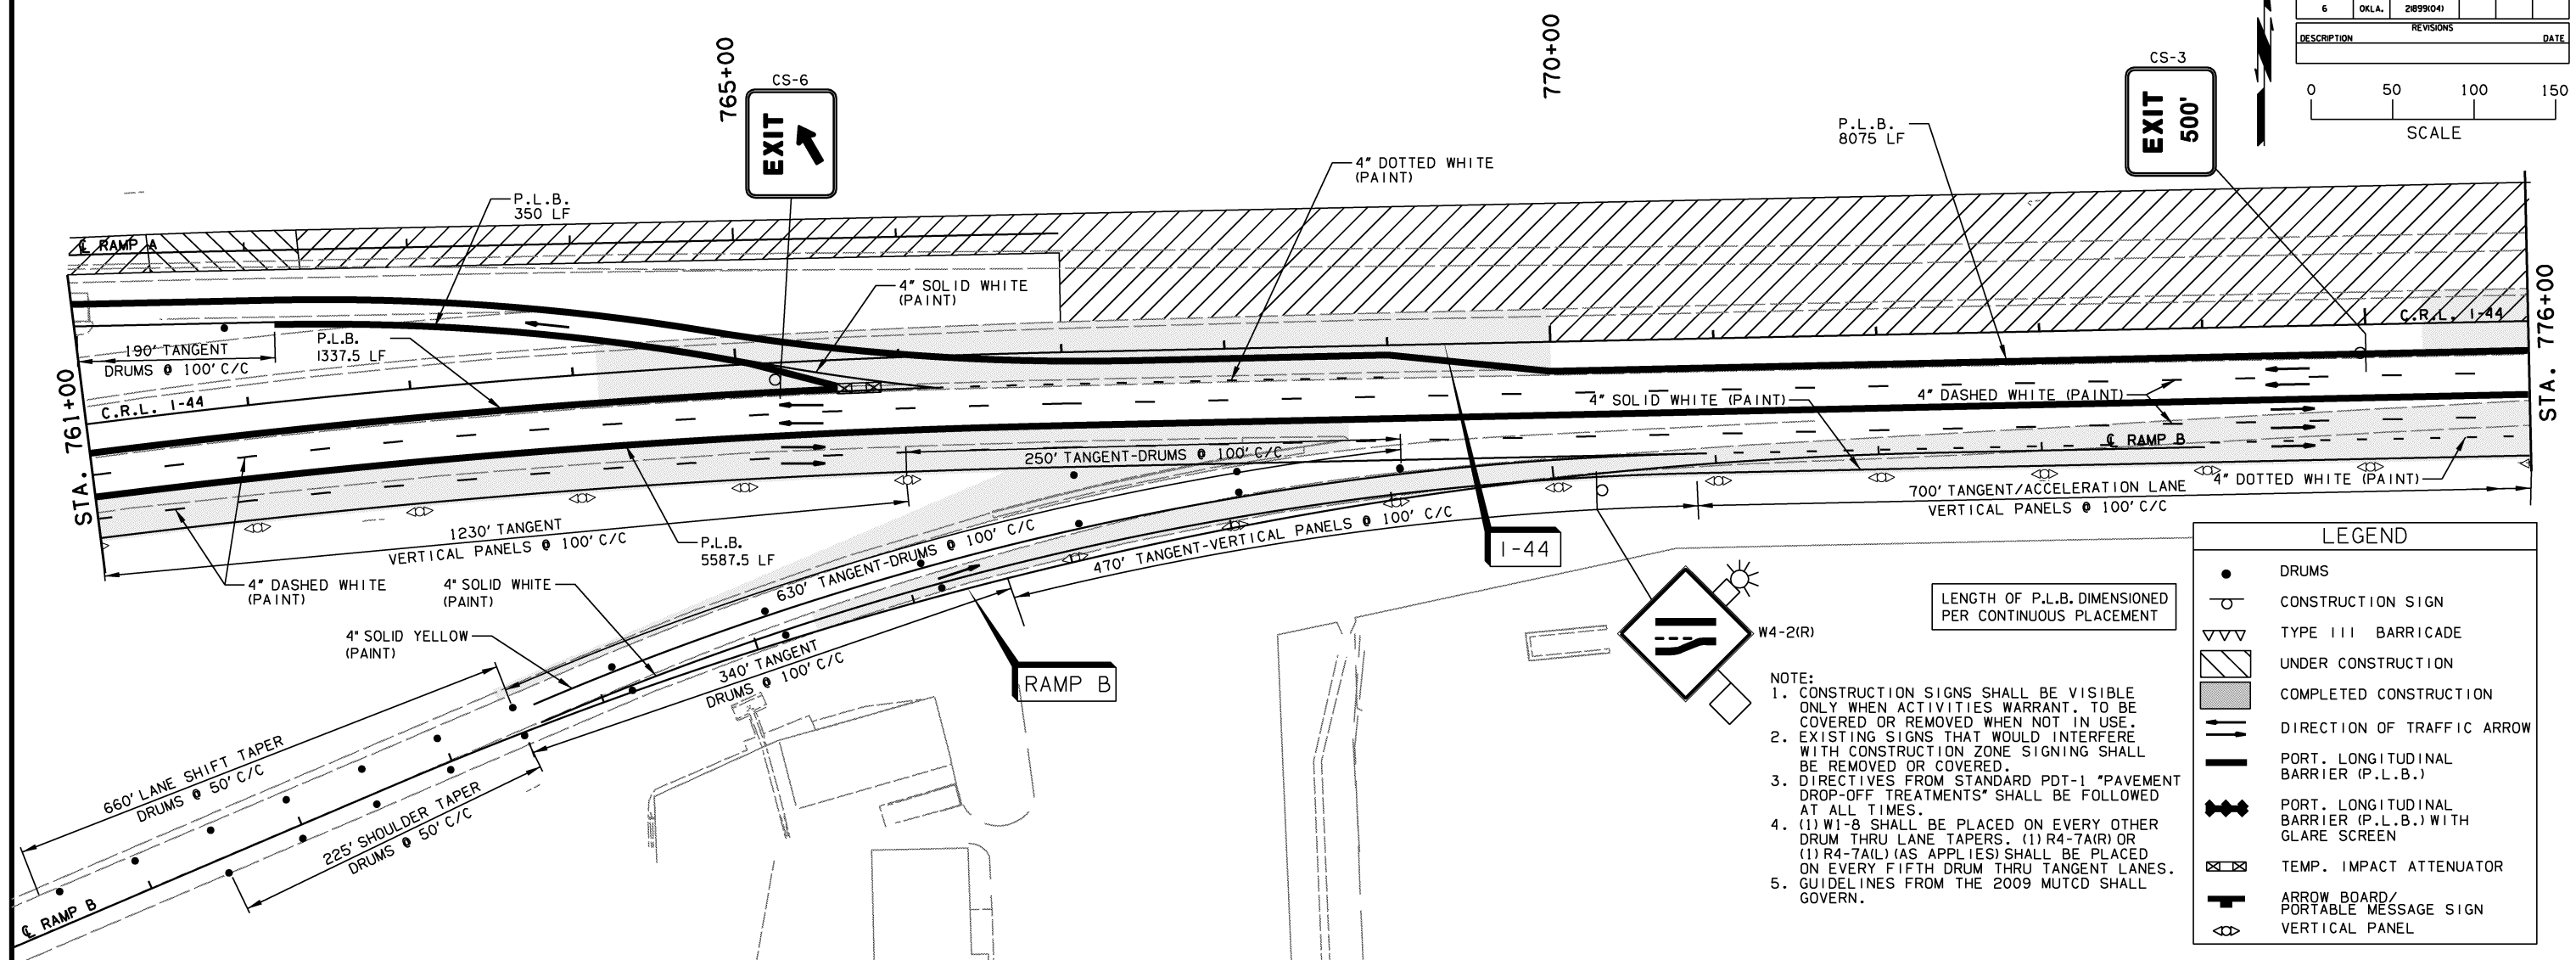 6 OKLA. 21899(04)
REVISIONS
DESCRIPTION DATE
0 50 100 150
SCALE
765+00
770+00
CS-6
EXIT
CS-3
EXIT 500'
P.L.B.
8075 LF
4" DOTTED WHITE
(PAINT)
P.L.B.
350 LF
℄ RAMP A
4" SOLID WHITE
(PAINT)
C.R.L. I-44
STA. 776+00
190' TANGENT
DRUMS @ 100' C/C
P.L.B.
1337.5 LF
STA. 761+00
C.R.L. I-44
4" SOLID WHITE (PAINT)
4" DASHED WHITE (PAINT)
℄ RAMP B
250' TANGENT-DRUMS @ 100' C/C
4" DOTTED WHITE (PAINT)
700' TANGENT/ACCELERATION LANE
VERTICAL PANELS @ 100' C/C
1230' TANGENT
VERTICAL PANELS @ 100' C/C
P.L.B.
5587.5 LF
630' TANGENT-DRUMS @ 100' C/C
470' TANGENT-VERTICAL PANELS @ 100' C/C
I-44
4" DASHED WHITE
(PAINT)
4" SOLID WHITE
(PAINT)
4" SOLID YELLOW
(PAINT)
340' TANGENT
DRUMS @ 100' C/C
RAMP B
W4-2(R)
LENGTH OF P.L.B. DIMENSIONED
PER CONTINUOUS PLACEMENT
660' LANE SHIFT TAPER
DRUMS @ 50' C/C
225' SHOULDER TAPER
DRUMS @ 50' C/C
℄ RAMP B
NOTE:
1. CONSTRUCTION SIGNS SHALL BE VISIBLE
ONLY WHEN ACTIVITIES WARRANT. TO BE
COVERED OR REMOVED WHEN NOT IN USE.
2. EXISTING SIGNS THAT WOULD INTERFERE
WITH CONSTRUCTION ZONE SIGNING SHALL
BE REMOVED OR COVERED.
3. DIRECTIVES FROM STANDARD PDT-1 "PAVEMENT
DROP-OFF TREATMENTS" SHALL BE FOLLOWED
AT ALL TIMES.
4. (1) W1-8 SHALL BE PLACED ON EVERY OTHER
DRUM THRU LANE TAPERS. (1) R4-7A(R) OR
(1) R4-7A(L) (AS APPLIES) SHALL BE PLACED
ON EVERY FIFTH DRUM THRU TANGENT LANES.
5. GUIDELINES FROM THE 2009 MUTCD SHALL
GOVERN.
LEGEND
DRUMS
CONSTRUCTION SIGN
TYPE III BARRICADE
UNDER CONSTRUCTION
COMPLETED CONSTRUCTION
DIRECTION OF TRAFFIC ARROW
PORT. LONGITUDINAL
BARRIER (P.L.B.)
PORT. LONGITUDINAL
BARRIER (P.L.B.) WITH
GLARE SCREEN
TEMP. IMPACT ATTENUATOR
ARROW BOARD/
PORTABLE MESSAGE SIGN
VERTICAL PANEL